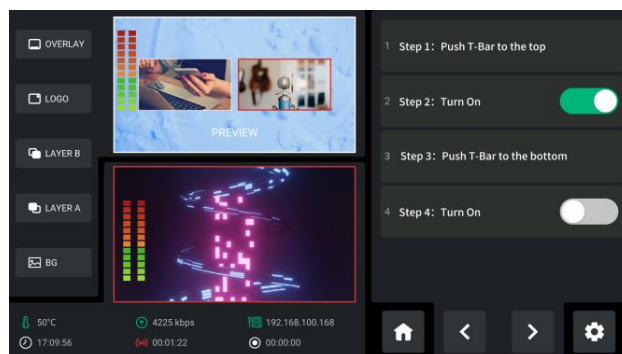 OVERLAY
LOGO
LAYER B
LAYER A
BG
PREVIEW
50°C
4225 kbps
192.168.100.168
17:09:56
00:01:22
00:00:00
1 Step 1: Push T-Bar to the top
2 Step 2: Turn On
3 Step 3: Push T-Bar to the bottom
4 Step 4: Turn On